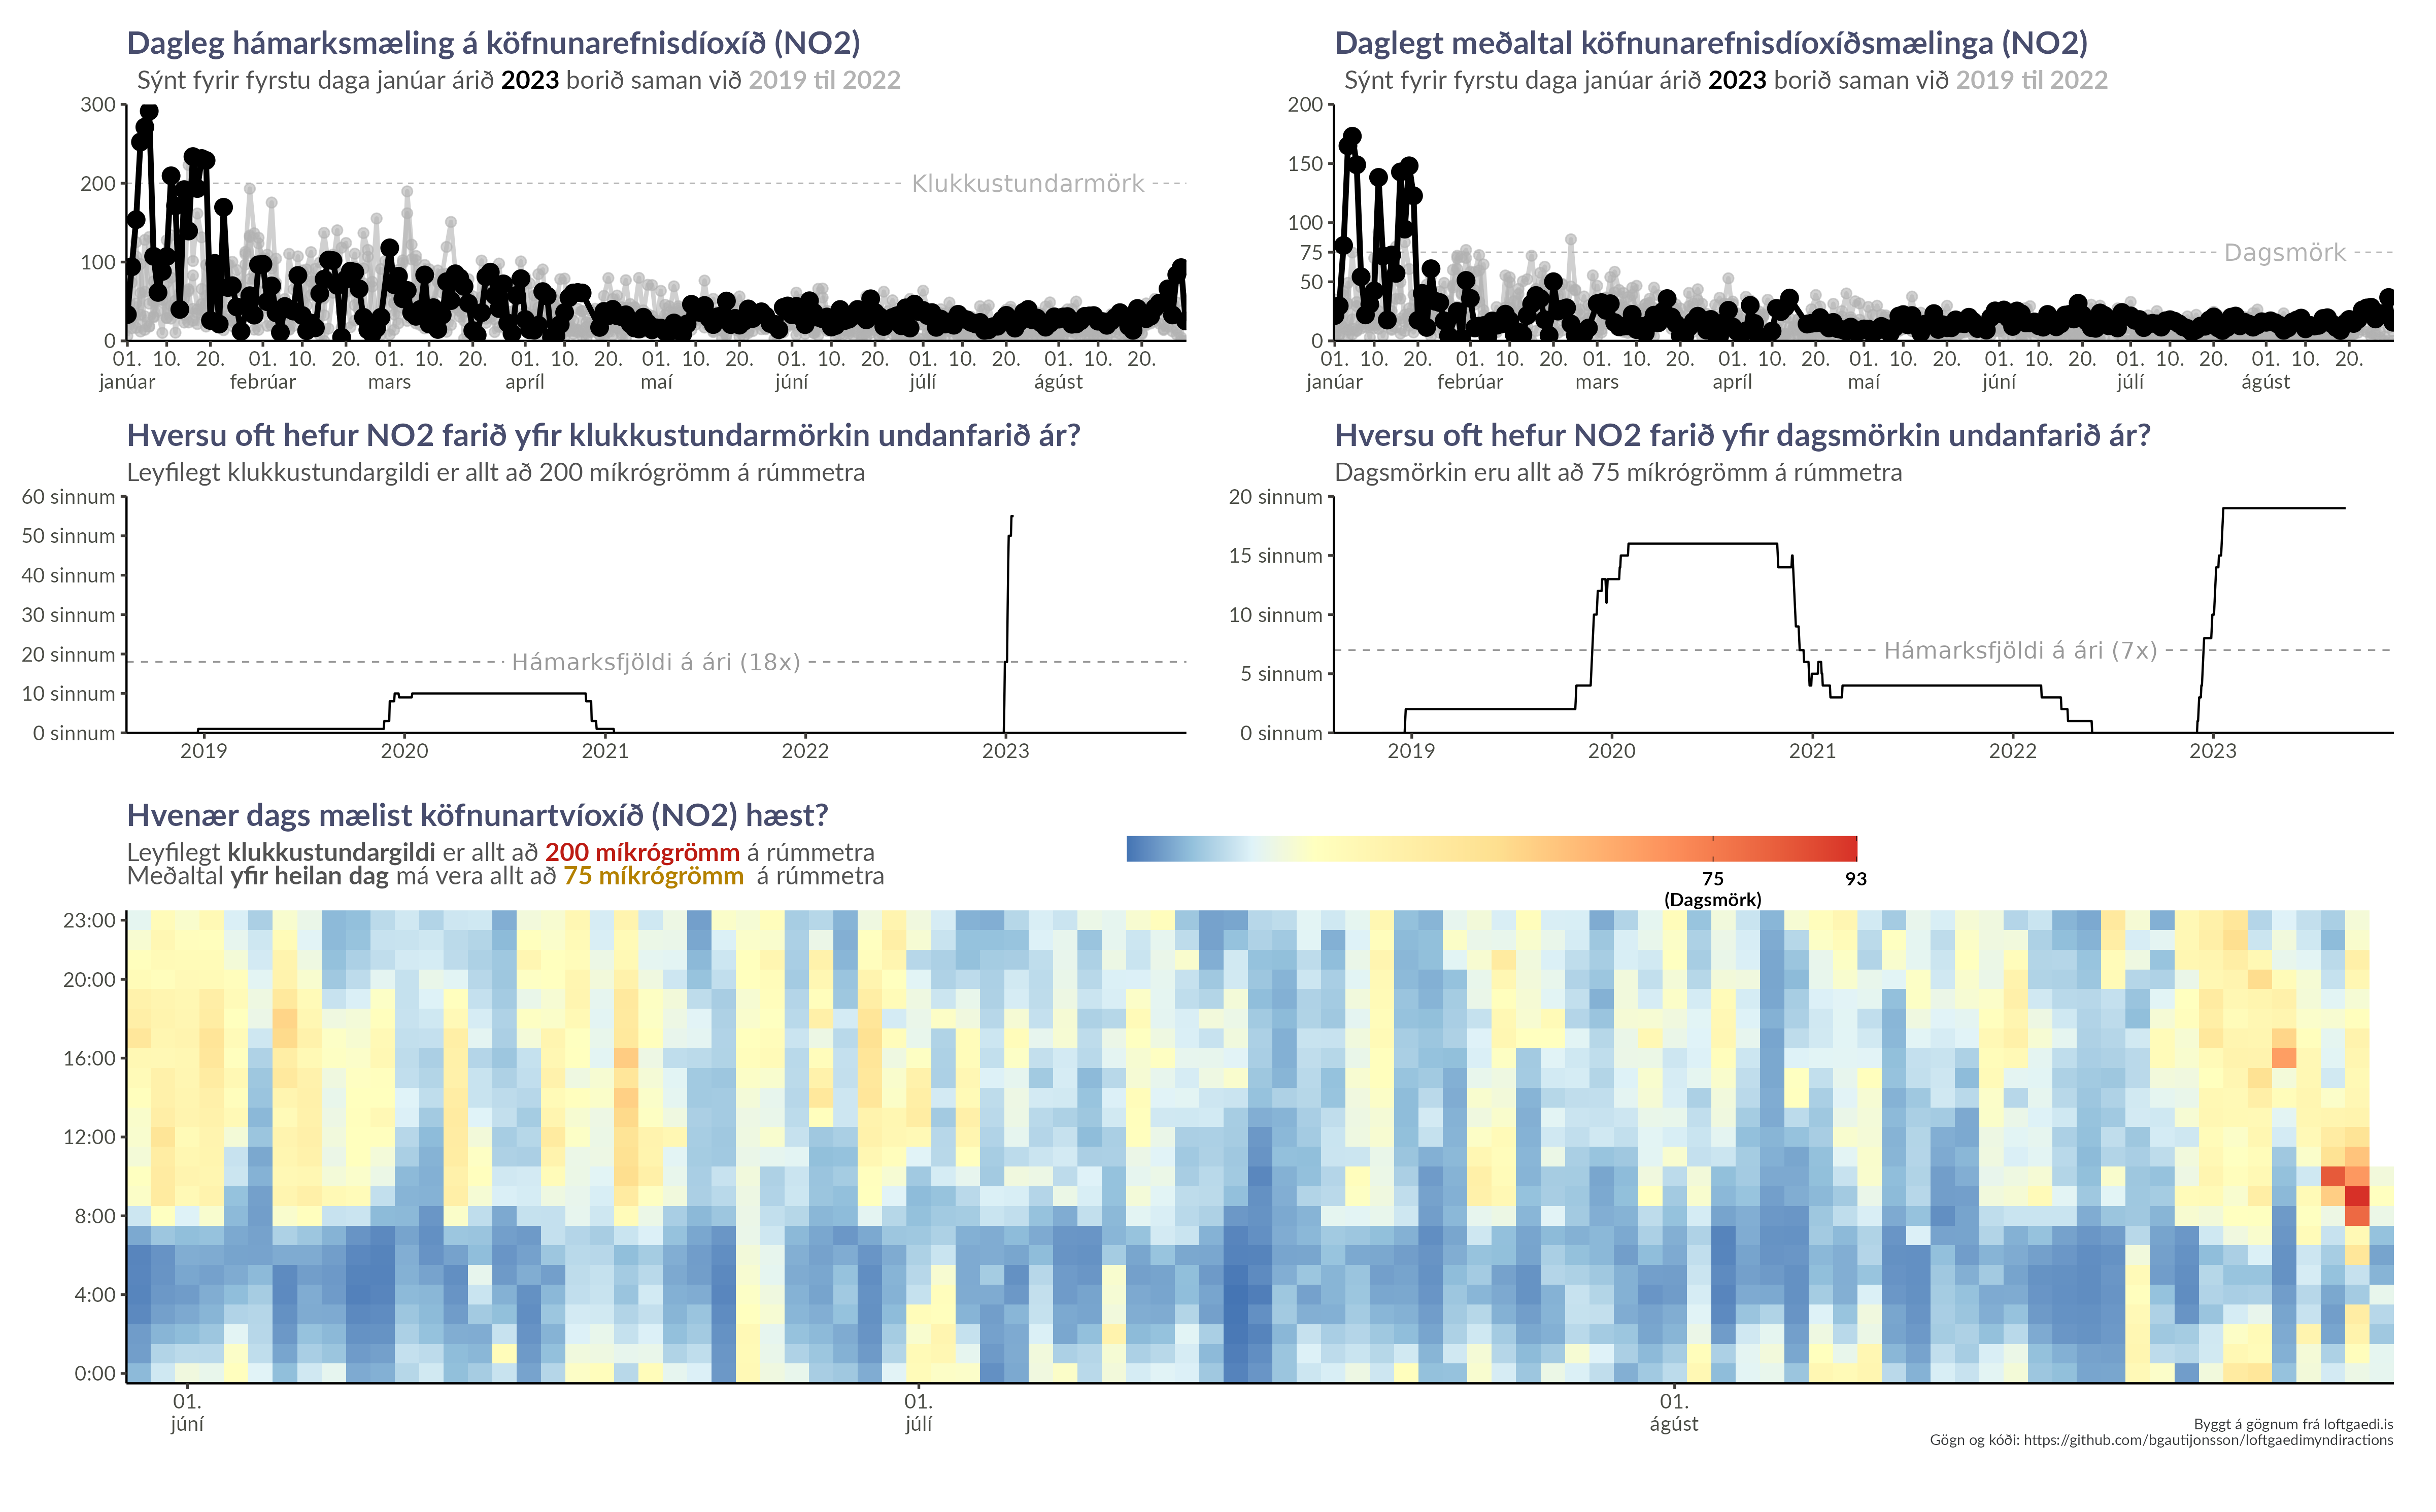 Dagleg hámarksmæling á köfnunarefnisdíoxíð (NO2)
Sýnt fyrir fyrstu daga janúar árið 2023 borið saman við 2019 til 2022
300
200
100
0
Klukkustundarmörk
01. 10. 20. 01. 10. 20. 01. 10. 20. 01. 10. 20. 01. 10. 20. 01. 10. 20. 01. 10. 20. 01. 10. 20.
janúar febrúar mars apríl maí júní júlí ágúst
Daglegt meðaltal köfnunarefnisdíoxíðsmælinga (NO2)
Sýnt fyrir fyrstu daga janúar árið 2023 borið saman við 2019 til 2022
200
150
100
75
50
0
Dagsmörk
01. 10. 20. 01. 10. 20. 01. 10. 20. 01. 10. 20. 01. 10. 20. 01. 10. 20. 01. 10. 20. 01. 10. 20.
janúar febrúar mars apríl maí júní júlí ágúst
Hversu oft hefur NO2 farið yfir klukkustundarmörkin undanfarið ár?
Leyfilegt klukkustundargildi er allt að 200 míkrógrömm á rúmmetra
60 sinnum
50 sinnum
40 sinnum
30 sinnum
20 sinnum
10 sinnum
0 sinnum
Hámarksfjöldi á ári (18x)
2019 2020 2021 2022 2023
Hversu oft hefur NO2 farið yfir dagsmörkin undanfarið ár?
Dagsmörkin eru allt að 75 míkrógrömm á rúmmetra
20 sinnum
15 sinnum
10 sinnum
5 sinnum
0 sinnum
Hámarksfjöldi á ári (7x)
2019 2020 2021 2022 2023
Hvenær dags mælist köfnunartvíoxíð (NO2) hæst?
Leyfilegt klukkustundargildi er allt að 200 míkrógrömm á rúmmetra
Meðaltal yfir heilan dag má vera allt að 75 míkrógrömm á rúmmetra
75 93
(Dagsmörk)
23:00
20:00
16:00
12:00
8:00
4:00
0:00
01. 01. 01.
júní júlí ágúst
Byggt á gögnum frá loftgaedi.is
Gögn og kóði: https://github.com/bgautijonsson/loftgaedimyndiractions